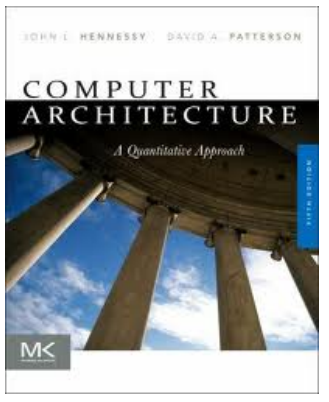 JOHN L. HENNESSY DAVID A. PATTERSON
COMPUTER
ARCHITECTURE
A Quantitative Approach
FIFTH EDITION
MK